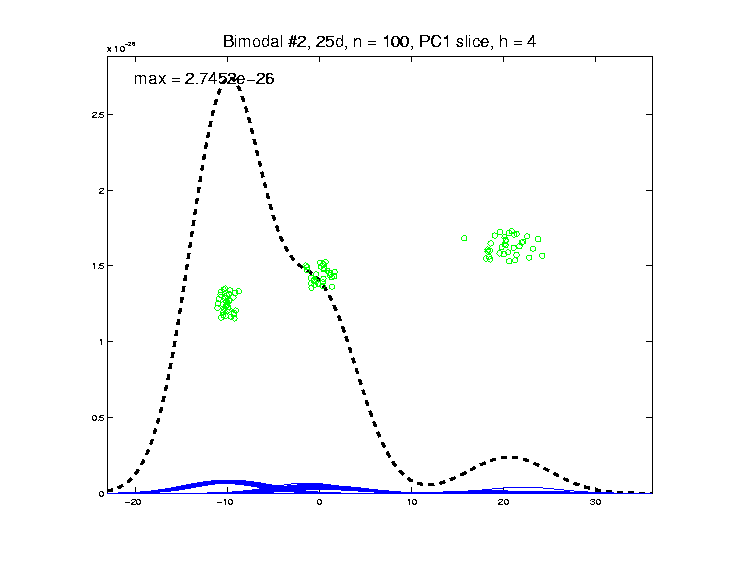 Bimodal #2, 25d, n = 100, PC1 slice, h = 4
x 10^-26
max = 2.7453e-26
2.5
2
1.5
1
0.5
0
-20 -10 0 10 20 30